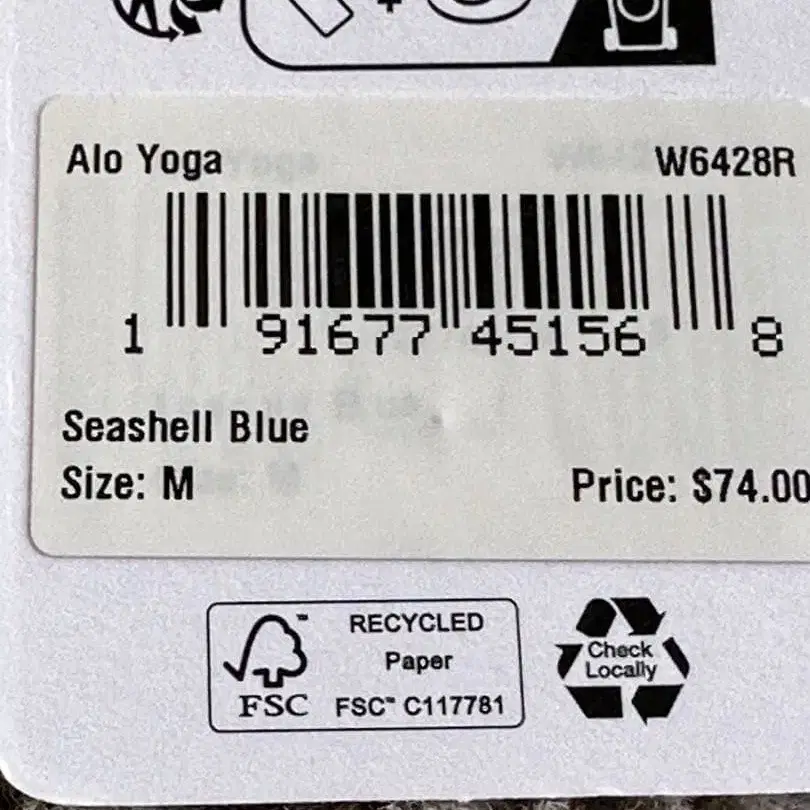 Alo Yoga W6428R
1 91677 45156 8
Seashell Blue
Size: M Price: $74.00
RECYCLED
Paper
FSC™ C117781
™
FSC
Check
Locally